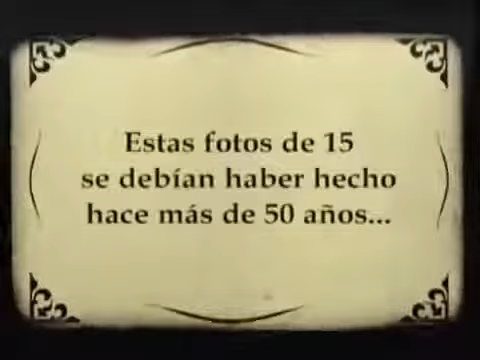 Estas fotos de 15
se debían haber hecho
hace más de 50 años...